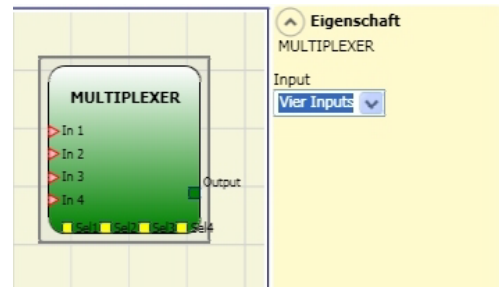 MULTIPLEXER
In 1
In 2
In 3
In 4
Output
Sel1 Sel2 Sel3 Sel4
Eigenschaft
MULTIPLEXER
Input
Vier Inputs